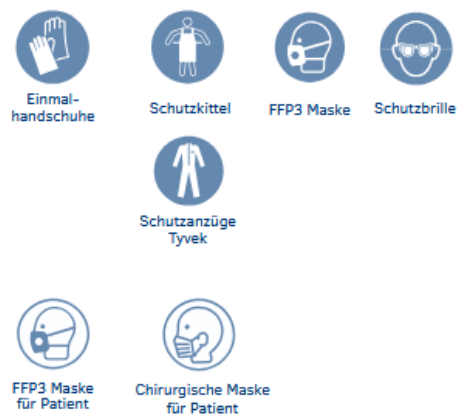 Einmal-
handschuhe
Schutzkittel
FFP3 Maske
Schutzbrille
Schutzanzüge
Tyvek
FFP3 Maske
für Patient
Chirurgische Maske
für Patient